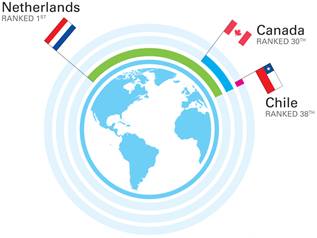 Netherlands
RANKED 1ST
Canada
RANKED 30TH
Chile
RANKED 38TH